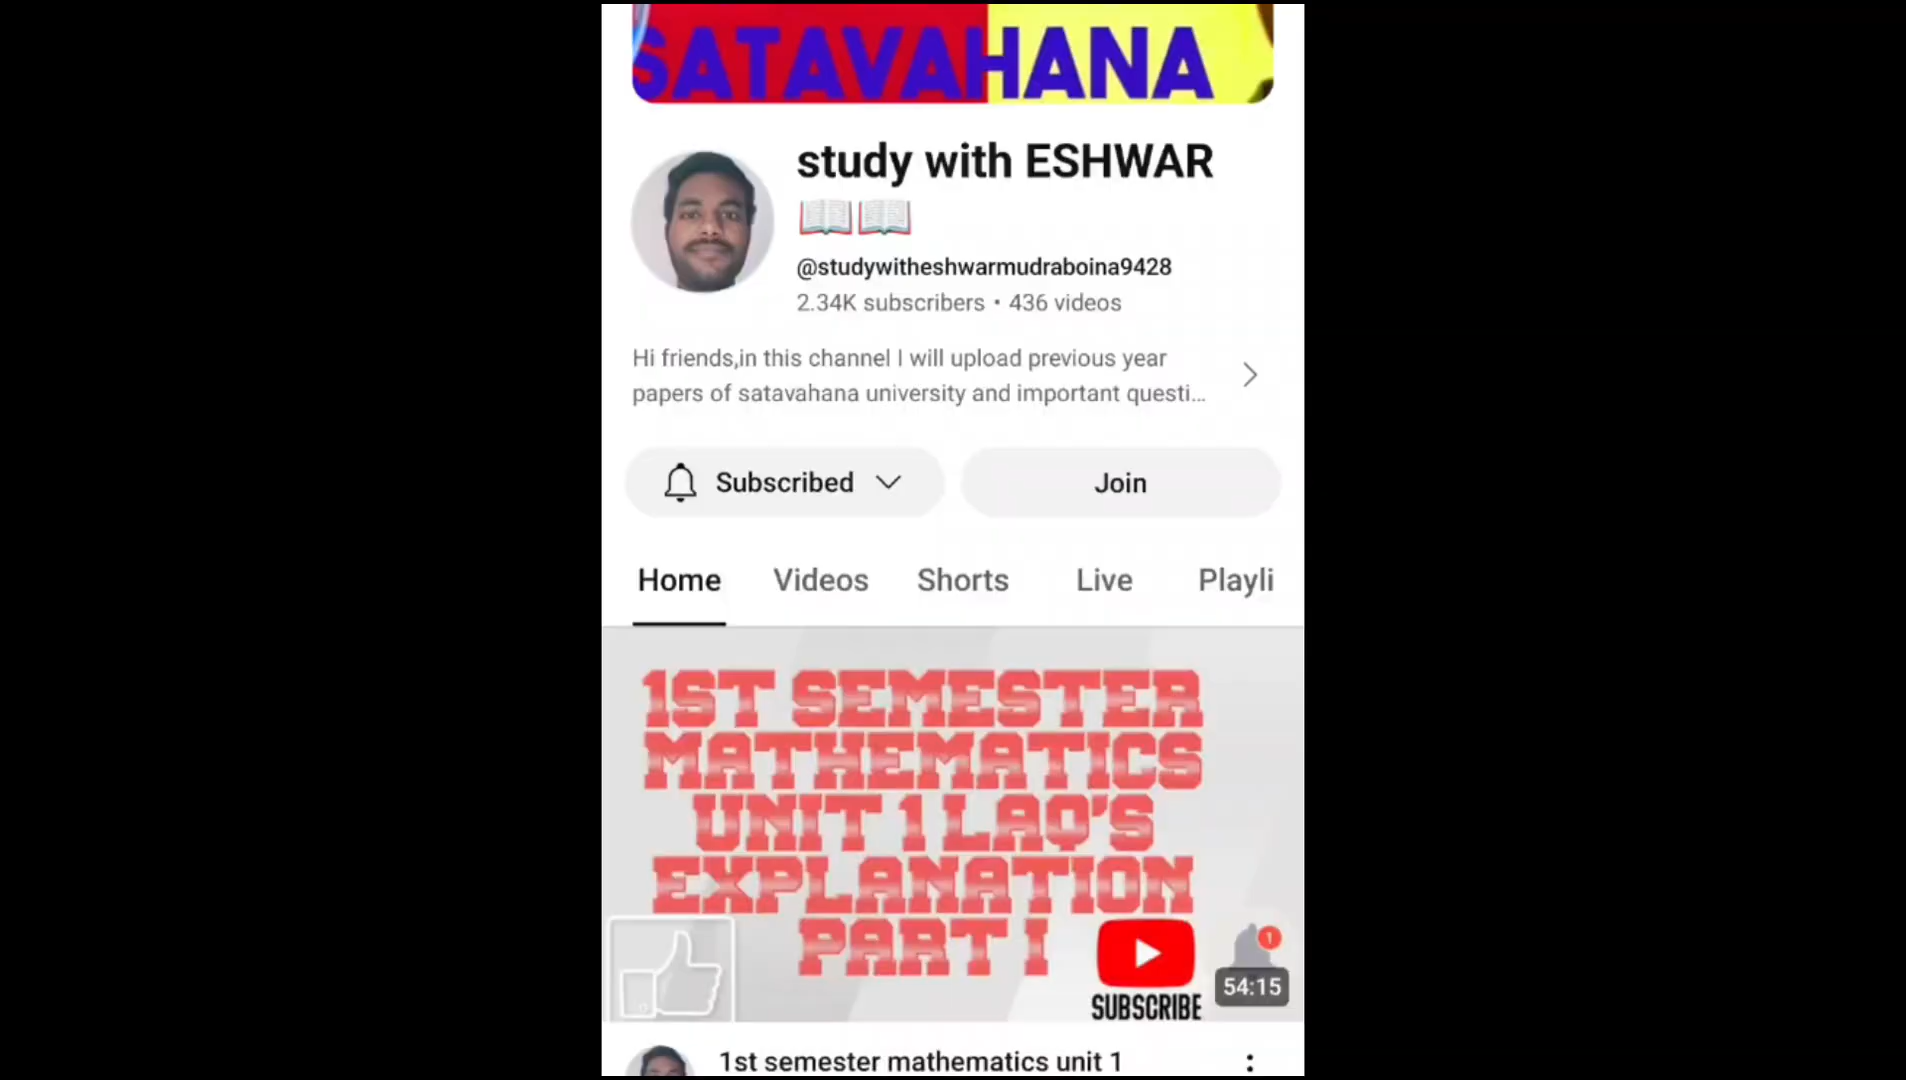 SATAVAHANA
study with ESHWAR
📖📖
@studywitheshwarmudraboina9428
2.34K subscribers • 436 videos
Hi friends,in this channel I will upload previous year
papers of satavahana university and important questi...
Subscribed
Join
Home
Videos
Shorts
Live
Playli
1ST SEMESTER
MATHEMATICS
UNIT 1 LAQ'S
EXPLANATION
PART I
1
54:15
SUBSCRIBE
1st semester mathematics unit 1